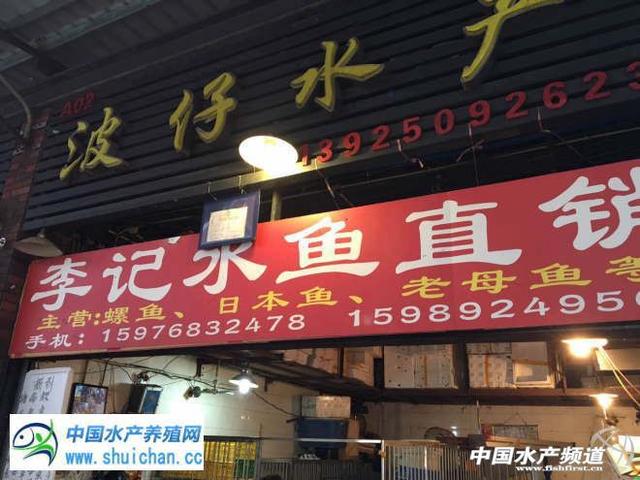 A02
波仔水产
13925092623
李记水鱼直销
主营:螺鱼、日本鱼、老母鱼等
手机：15976832478 1598924950
中国水产养殖网
www.shuichan.cc
中国水产频道
www.fishfirst.cn